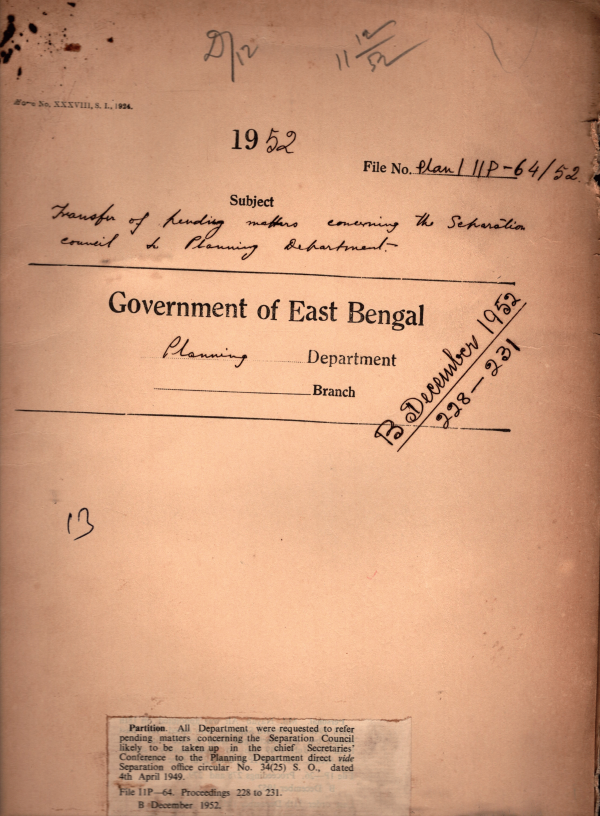 D/12
11/12/52
Form No. XXXVIII, S. I., 1924.
1952
File No. Plan/11P-64/52
Subject
Transfer of pending matters concerning the Separation
council to Planning Department.
Government of East Bengal
Planning Department
Branch
B December 1952
228-231
B
Partition. All Department were requested to refer
pending matters concerning the Separation Council
likely to be taken up in the chief Secretaries'
Conference to the Planning Department direct vide
Separation office circular No. 34(25) S. O., dated
4th April 1949.
File 11P-64. Proceedings 228 to 231.
B December 1952.